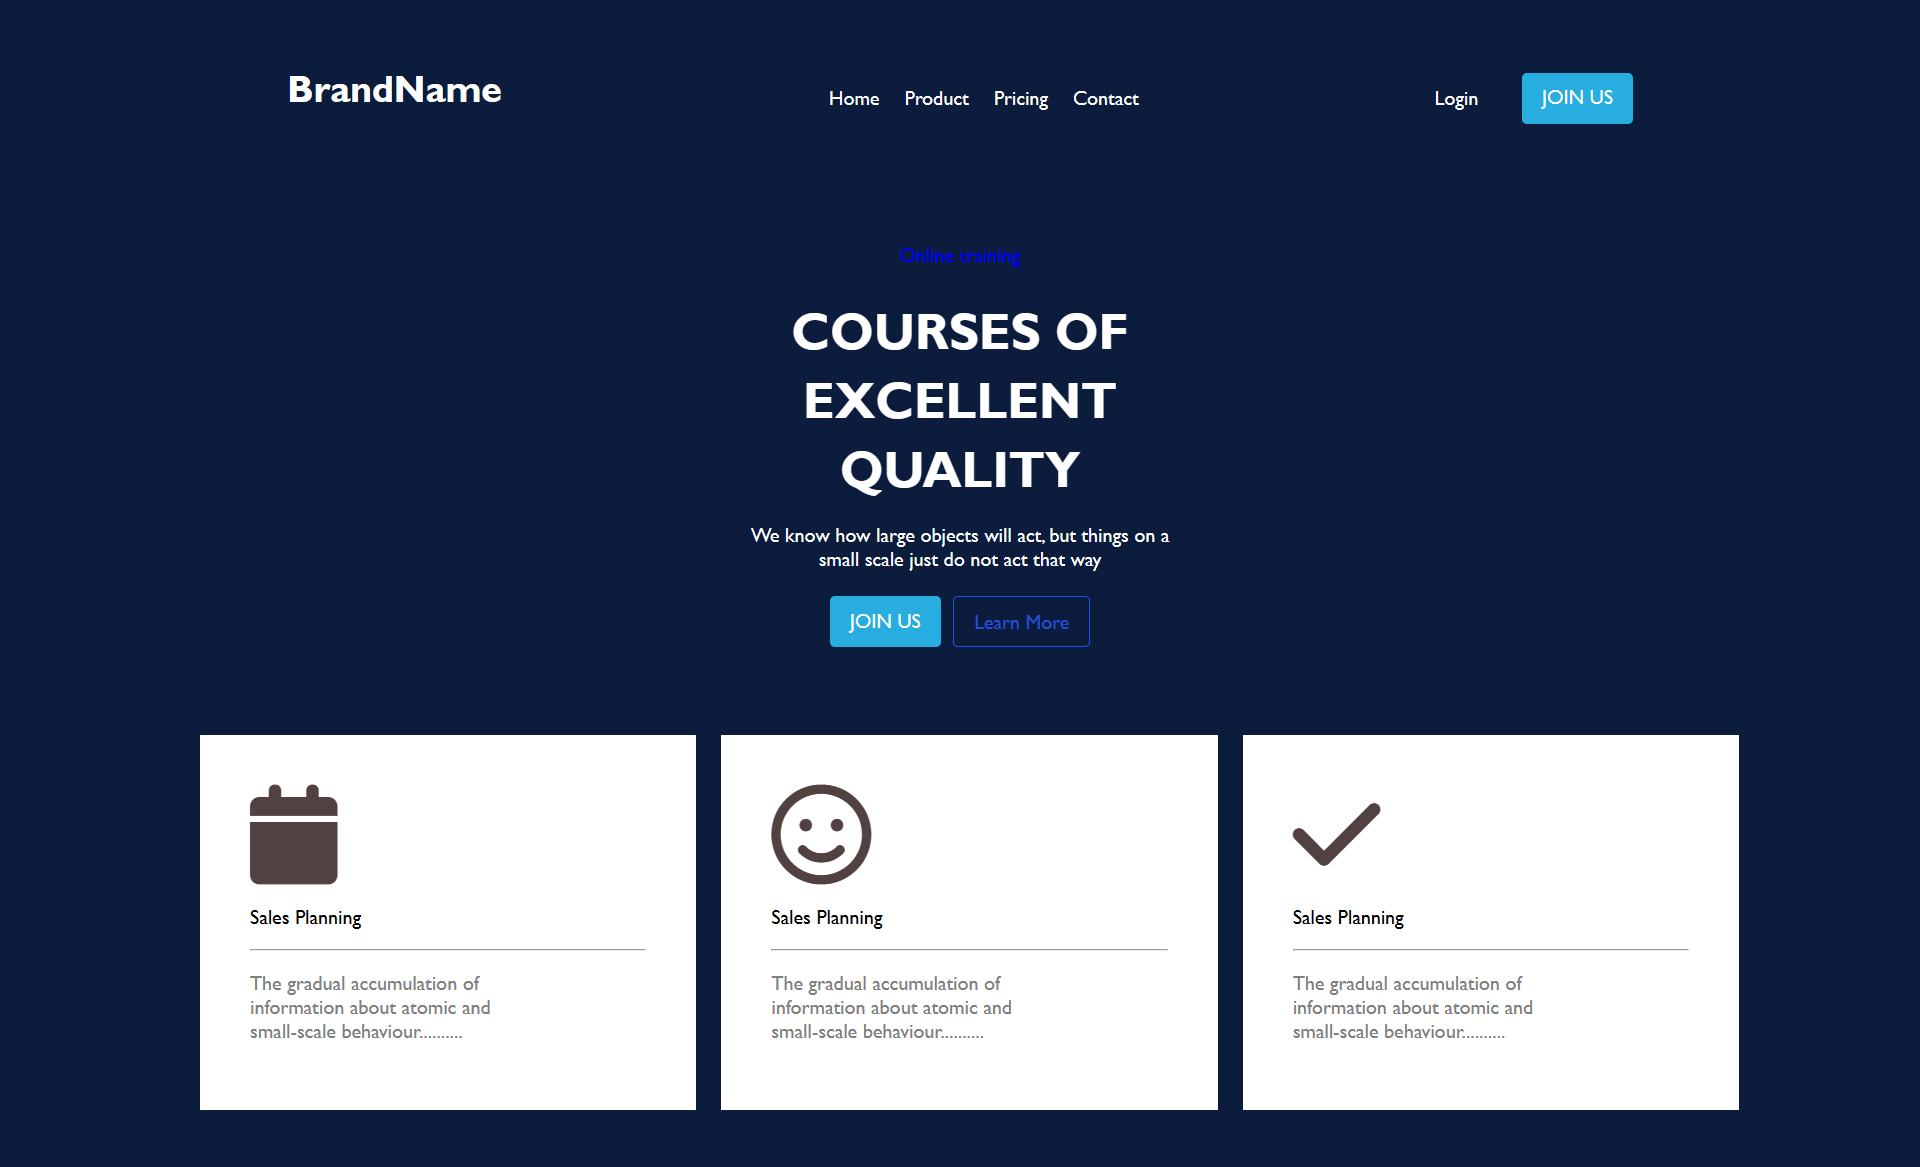 BrandName
Home Product Pricing Contact
Login
JOIN US
Online training
COURSES OF
EXCELLENT
QUALITY
We know how large objects will act, but things on a
small scale just do not act that way
JOIN US
Learn More
Sales Planning
The gradual accumulation of
information about atomic and
small-scale behaviour..........
Sales Planning
The gradual accumulation of
information about atomic and
small-scale behaviour..........
Sales Planning
The gradual accumulation of
information about atomic and
small-scale behaviour..........